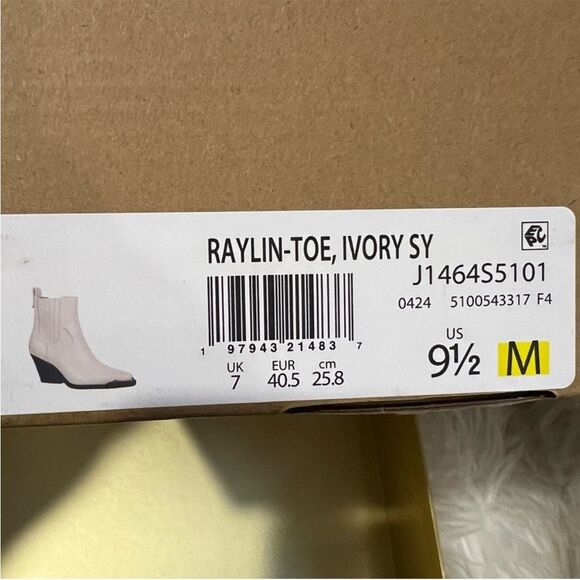 RAYLIN-TOE, IVORY SY
J1464S5101
0424 5100543317 F4
1 97943 21483 7
UK EUR cm
7 40.5 25.8
US
9½ M